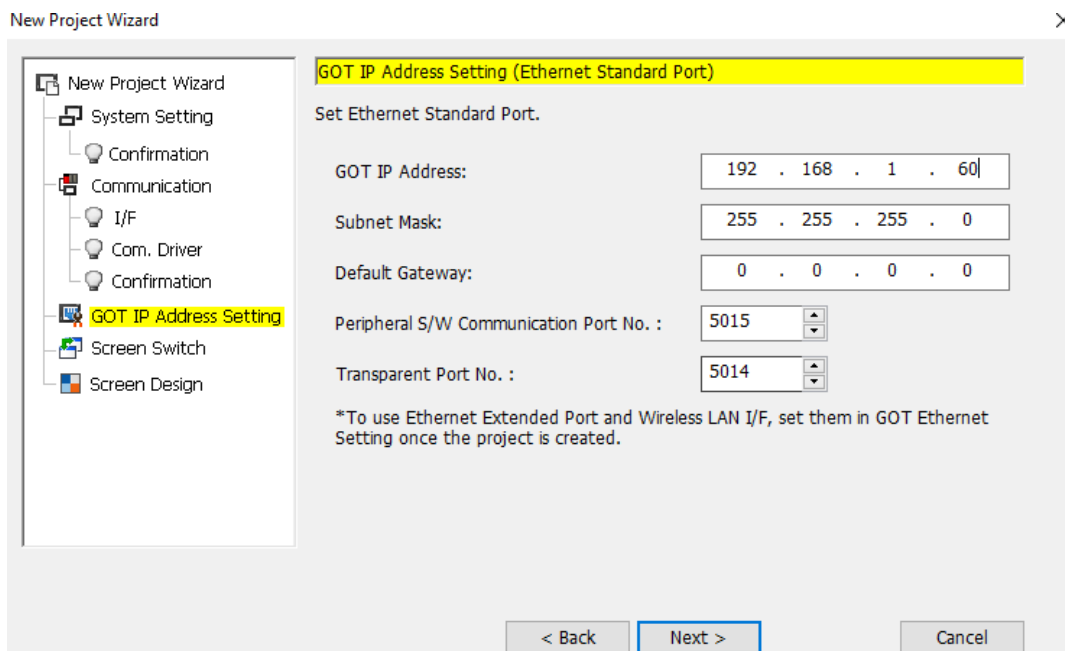 New Project Wizard
New Project Wizard
System Setting
Confirmation
Communication
I/F
Com. Driver
Confirmation
GOT IP Address Setting
Screen Switch
Screen Design
GOT IP Address Setting (Ethernet Standard Port)
Set Ethernet Standard Port.
GOT IP Address: 192 . 168 . 1 . 60
Subnet Mask: 255 . 255 . 255 . 0
Default Gateway: 0 . 0 . 0 . 0
Peripheral S/W Communication Port No. : 5015
Transparent Port No. : 5014
*To use Ethernet Extended Port and Wireless LAN I/F, set them in GOT Ethernet
Setting once the project is created.
< Back Next > Cancel